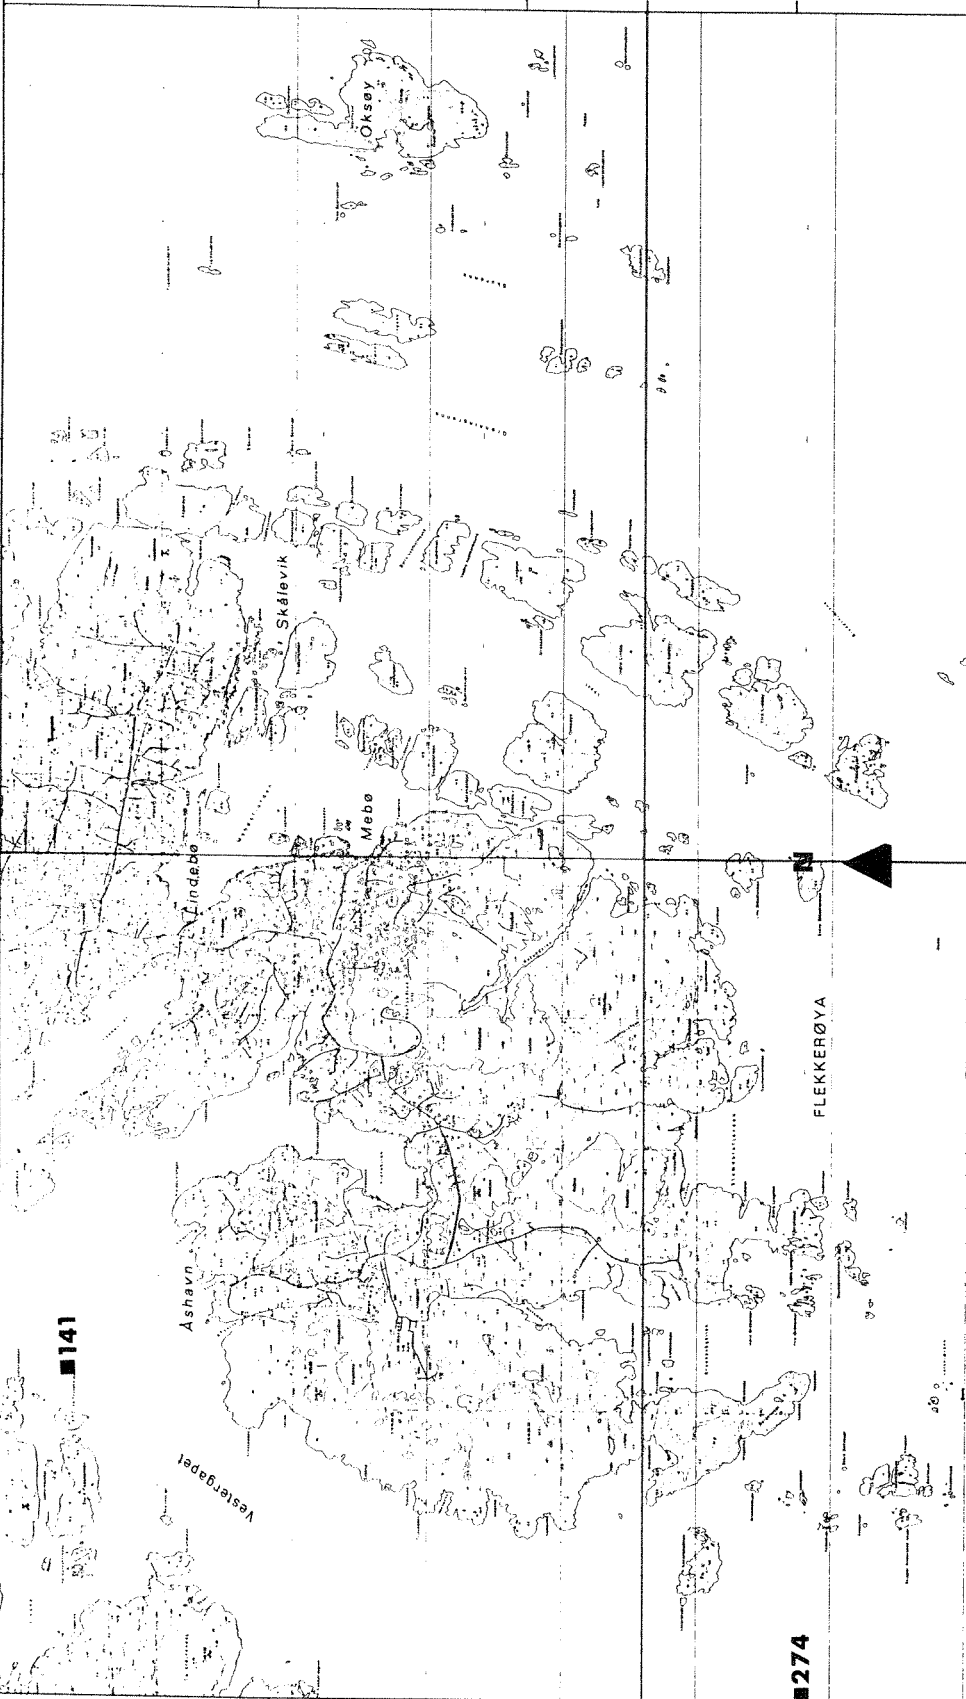 Oksøy
Skålevik
Mebø
Lindebø
N
FLEKKERØYA
Åshavn
141
Vestergapet
274